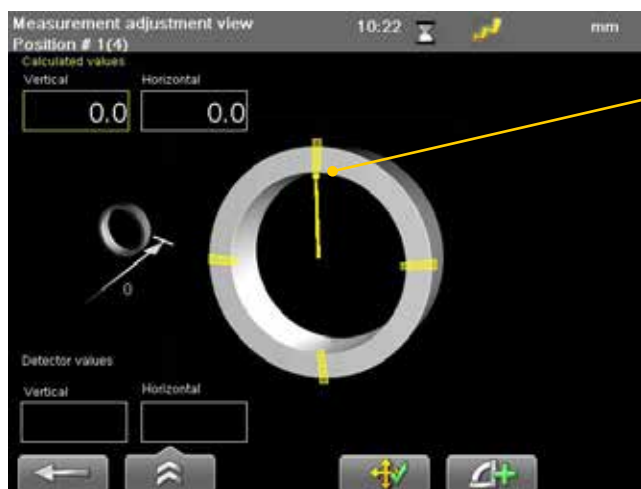 Measurement adjustment view 10:22 mm
Position # 1(4)
Calculated values
Vertical Horizontal
0.0 0.0
0
Detector values
Vertical Horizontal